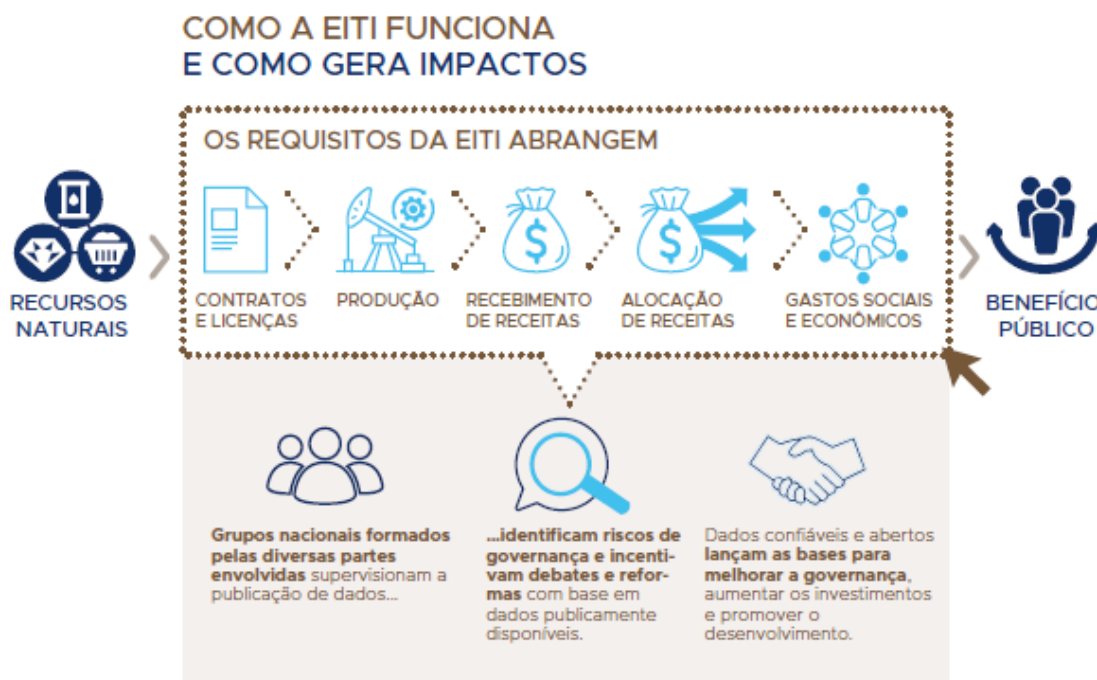 COMO A EITI FUNCIONA
E COMO GERA IMPACTOS
OS REQUISITOS DA EITI ABRANGEM
RECURSOS
NATURAIS
CONTRATOS
E LICENÇAS
PRODUÇÃO
RECEBIMENTO
DE RECEITAS
ALOCAÇÃO
DE RECEITAS
GASTOS SOCIAIS
E ECONÔMICOS
BENEFÍCIO
PÚBLICO
Grupos nacionais formados
pelas diversas partes
envolvidas supervisionam a
publicação de dados...
...identificam riscos de
governança e incenti-
vam debates e refor-
mas com base em
dados publicamente
disponíveis.
Dados confiáveis e abertos
lançam as bases para
melhorar a governança,
aumentar os investimentos
e promover o
desenvolvimento.